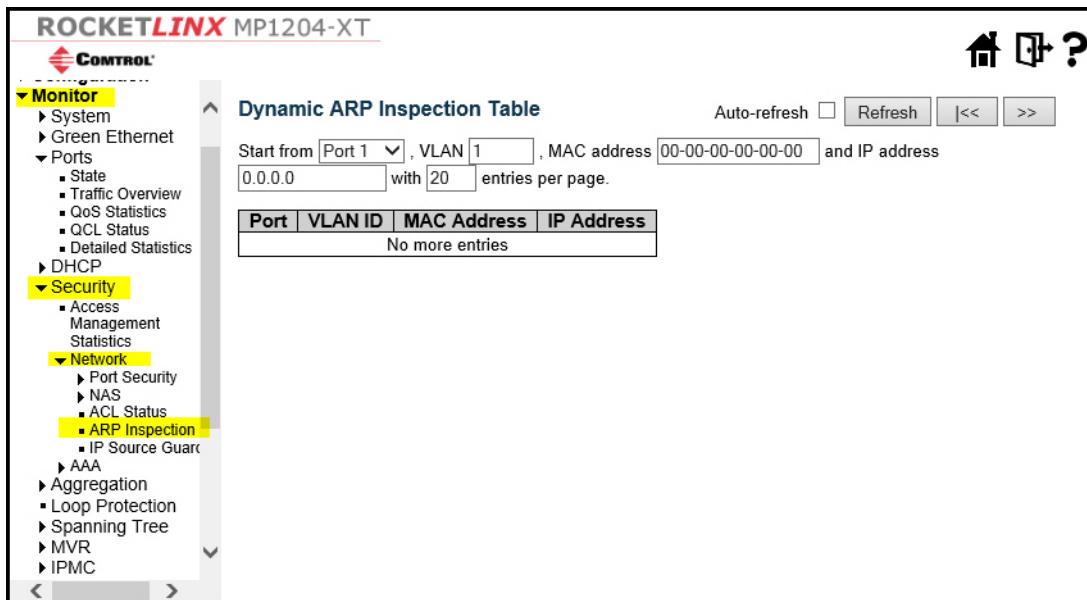 ROCKETLINX MP1204-XT
COMTROL
Configuration
Monitor
System
Green Ethernet
Ports
State
Traffic Overview
QoS Statistics
QCL Status
Detailed Statistics
DHCP
Security
Access
Management
Statistics
Network
Port Security
NAS
ACL Status
ARP Inspection
IP Source Guard
AAA
Aggregation
Loop Protection
Spanning Tree
MVR
IPMC
Dynamic ARP Inspection Table
Auto-refresh Refresh |<< >>
Start from Port 1 , VLAN 1 , MAC address 00-00-00-00-00-00 and IP address
0.0.0.0 with 20 entries per page.
Port VLAN ID MAC Address IP Address
No more entries